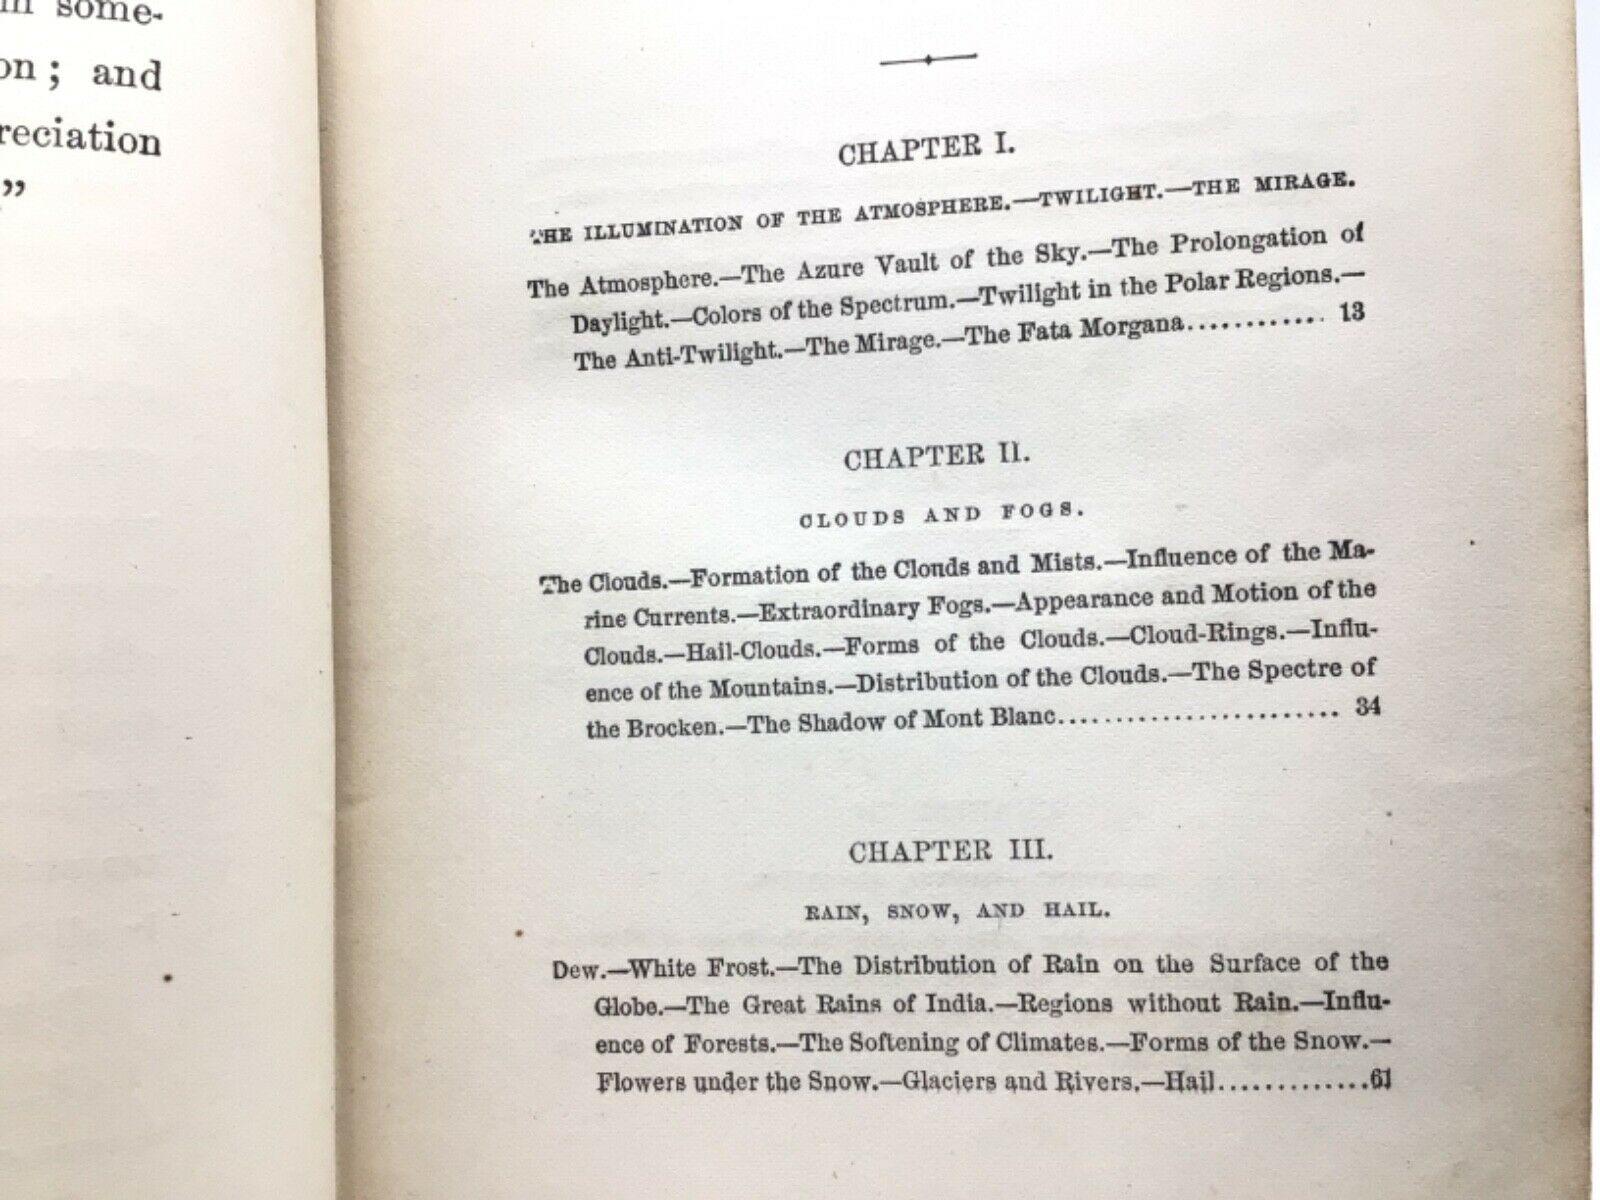 some-
; and
reciation
”
CHAPTER I.
THE ILLUMINATION OF THE ATMOSPHERE.—TWILIGHT.—THE MIRAGE.
The Atmosphere.—The Azure Vault of the Sky.—The Prolongation of
Daylight.—Colors of the Spectrum.—Twilight in the Polar Regions.—
The Anti-Twilight.—The Mirage.—The Fata Morgana............ 13
CHAPTER II.
CLOUDS AND FOGS.
The Clouds.—Formation of the Clouds and Mists.—Influence of the Ma-
rine Currents.—Extraordinary Fogs.—Appearance and Motion of the
Clouds.—Hail-Clouds.—Forms of the Clouds.—Cloud-Rings.—Influ-
ence of the Mountains.—Distribution of the Clouds.—The Spectre of
the Brocken.—The Shadow of Mont Blanc........................ 34
CHAPTER III.
RAIN, SNOW, AND HAIL.
Dew.—White Frost.—The Distribution of Rain on the Surface of the
Globe.—The Great Rains of India.—Regions without Rain.—Influ-
ence of Forests.—The Softening of Climates.—Forms of the Snow.—
Flowers under the Snow.—Glaciers and Rivers.—Hail.............61